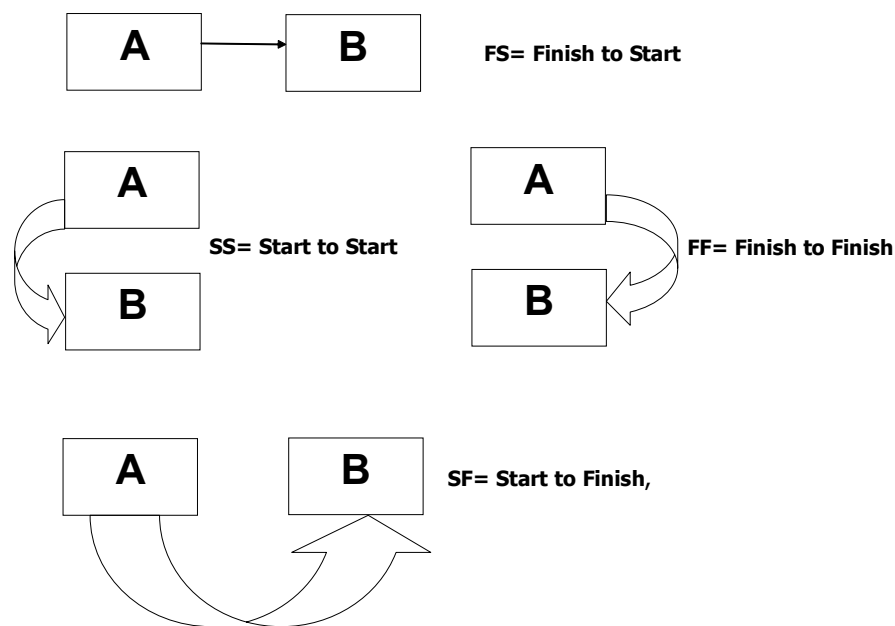 A
B
FS= Finish to Start
A
SS= Start to Start
B
A
FF= Finish to Finish
B
A
B
SF= Start to Finish,